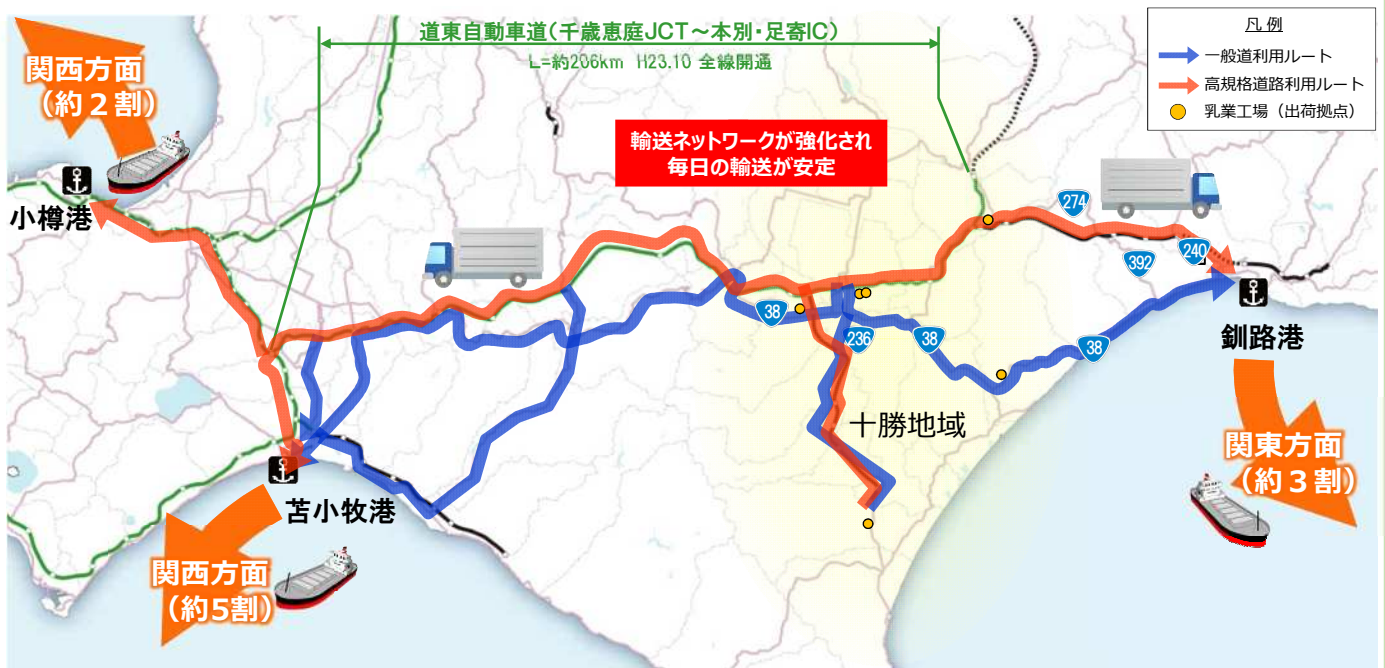 道東自動車道(千歳恵庭JCT~本別・足寄IC)
L=約206km H23.10 全線開通
凡 例
一般道利用ルート
高規格道路利用ルート
乳業工場(出荷拠点)
関西方面
(約2割)
輸送ネットワークが強化され
毎日の輸送が安定
小樽港
274
240
392
38
236
38
38
釧路港
十勝地域
関東方面
(約3割)
苫小牧港
関西方面
(約5割)